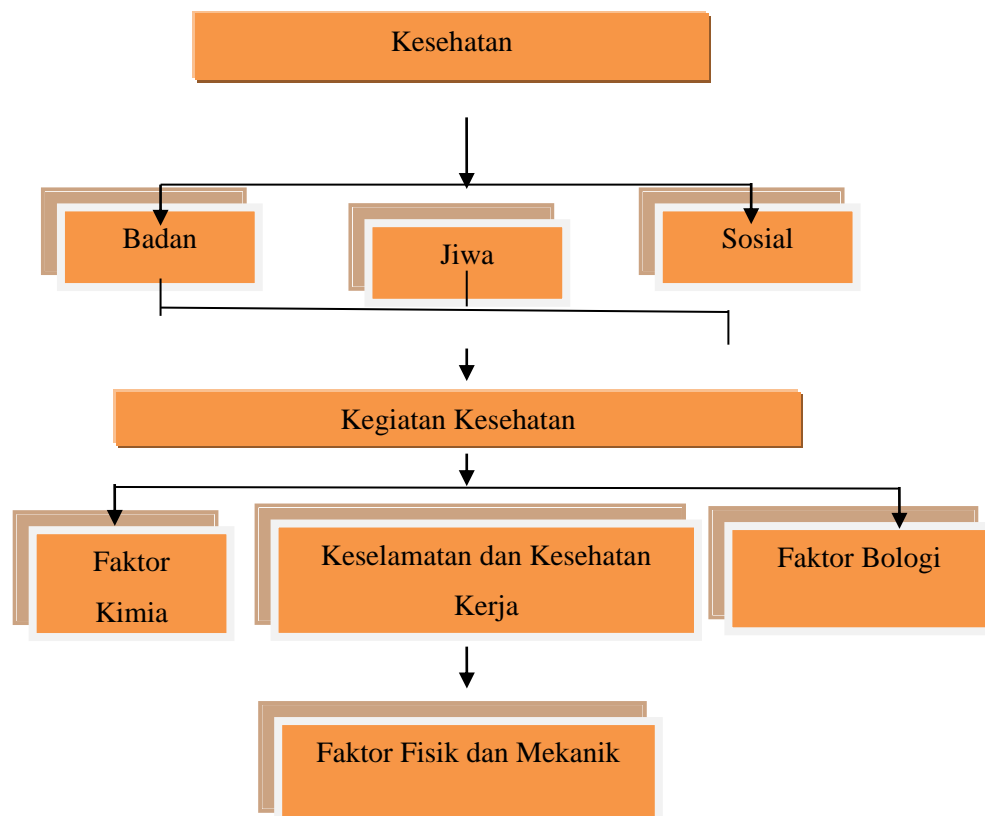 Kesehatan
Badan
Jiwa
Sosial
Kegiatan Kesehatan
Faktor
Kimia
Keselamatan dan Kesehatan
Kerja
Faktor Bologi
Faktor Fisik dan Mekanik